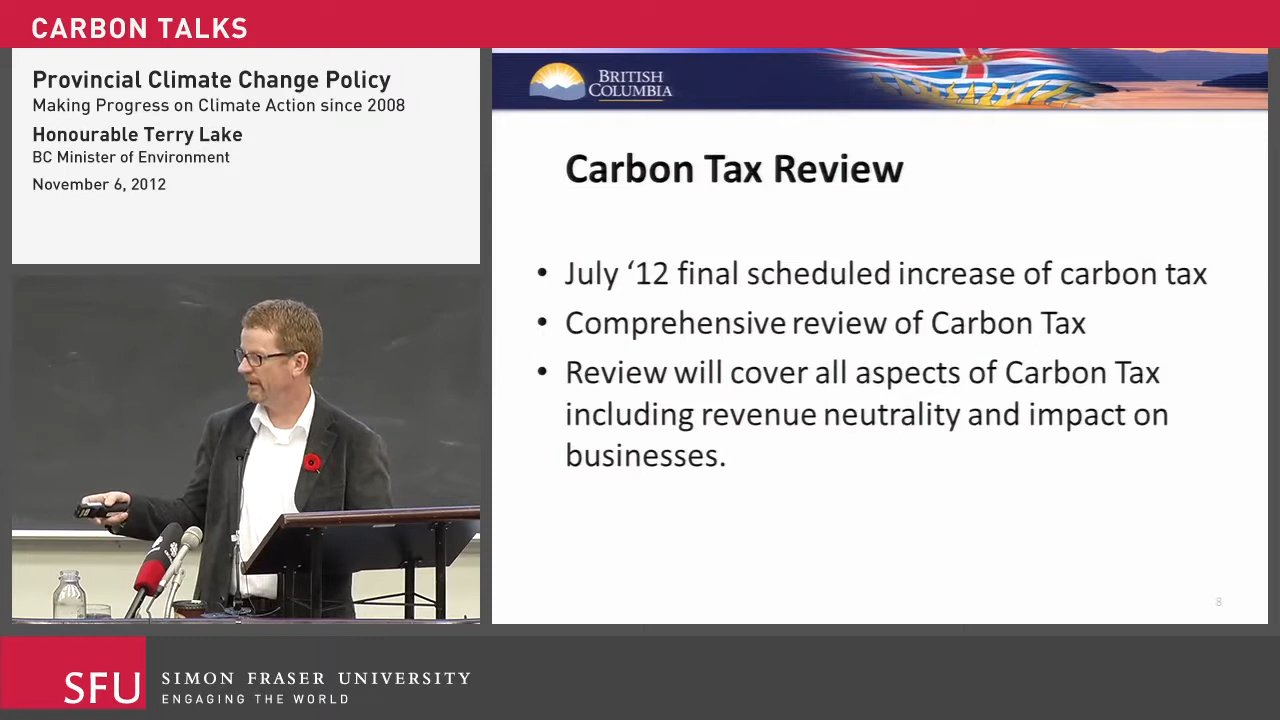 CARBON TALKS
Provincial Climate Change Policy
Making Progress on Climate Action since 2008
Honourable Terry Lake
BC Minister of Environment
November 6, 2012
BRITISH
COLUMBIA
Carbon Tax Review
• July ‘12 final scheduled increase of carbon tax
• Comprehensive review of Carbon Tax
• Review will cover all aspects of Carbon Tax
including revenue neutrality and impact on
businesses.
8
SFU
SIMON FRASER UNIVERSITY
ENGAGING THE WORLD